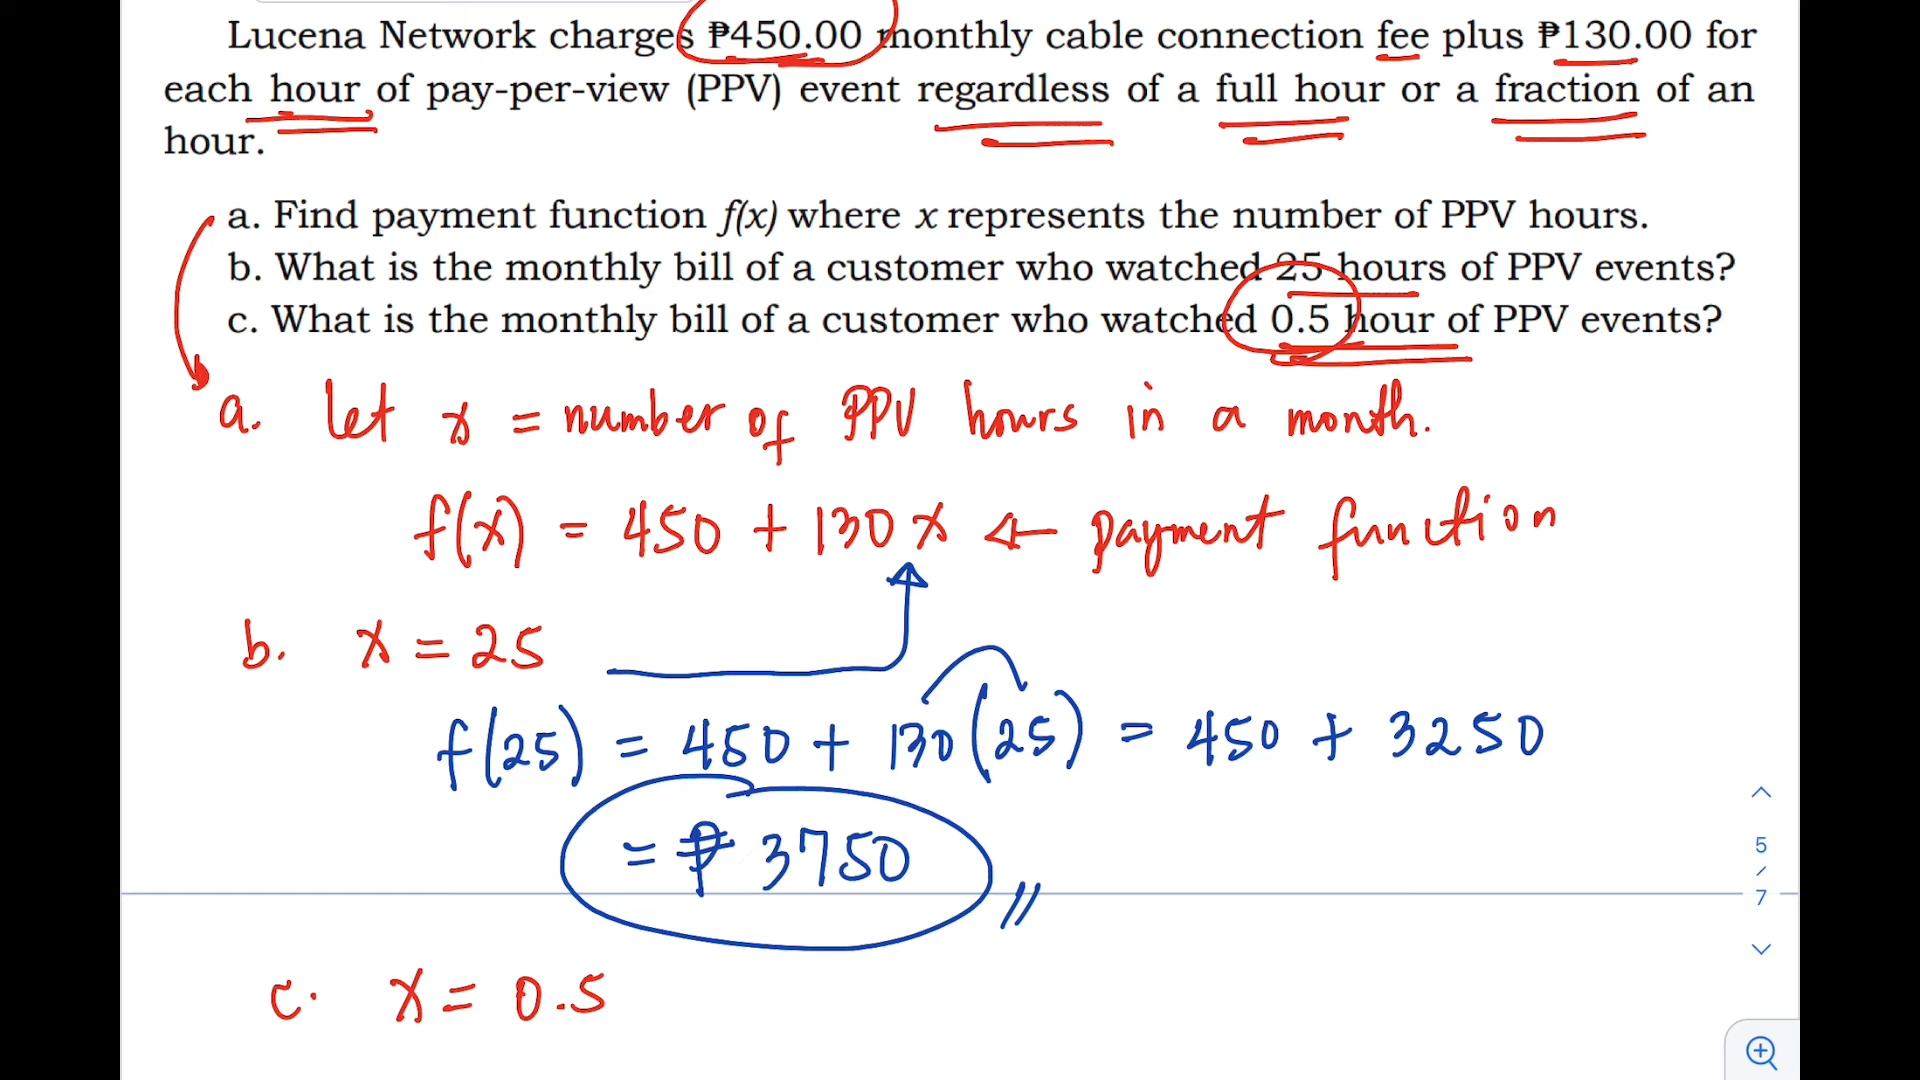 Lucena Network charges ₱450.00 monthly cable connection fee plus ₱130.00 for
each hour of pay-per-view (PPV) event regardless of a full hour or a fraction of an
hour.
a. Find payment function f(x) where x represents the number of PPV hours.
b. What is the monthly bill of a customer who watched 25 hours of PPV events?
c. What is the monthly bill of a customer who watched 0.5 hour of PPV events?
a. let x = number of PPV hours in a month.
f(x) = 450 + 130x ← payment function
b. x = 25
f(25) = 450 + 130(25) = 450 + 3250
= ₱ 3750
5
/
7
c. x = 0.5